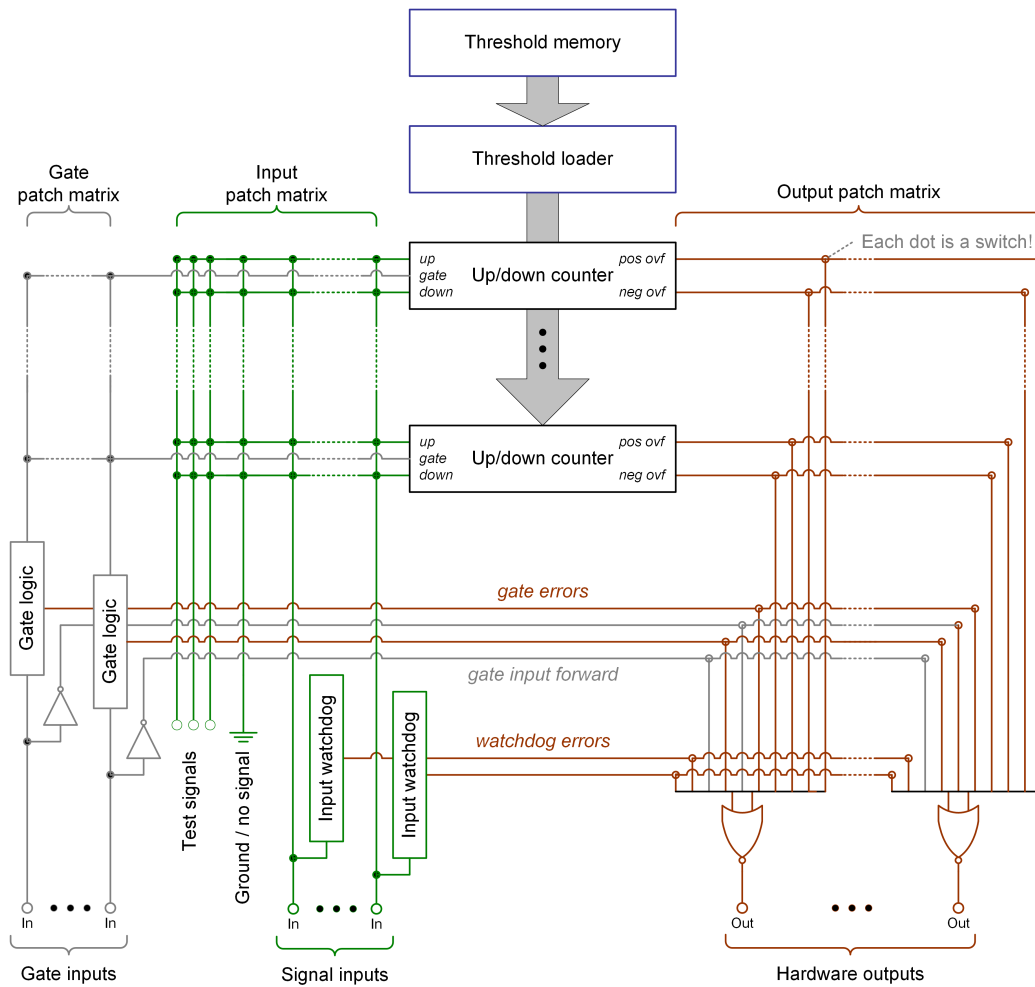 Threshold memory
Threshold loader
Gate
patch matrix
Input
patch matrix
Output patch matrix
Each dot is a switch!
up
gate
down
Up/down counter
pos ovf
neg ovf
up
gate
down
Up/down counter
pos ovf
neg ovf
Gate logic
Gate logic
gate errors
gate input forward
watchdog errors
Test signals
Ground / no signal
Input watchdog
Input watchdog
In
In
In
In
Out
Out
Gate inputs
Signal inputs
Hardware outputs